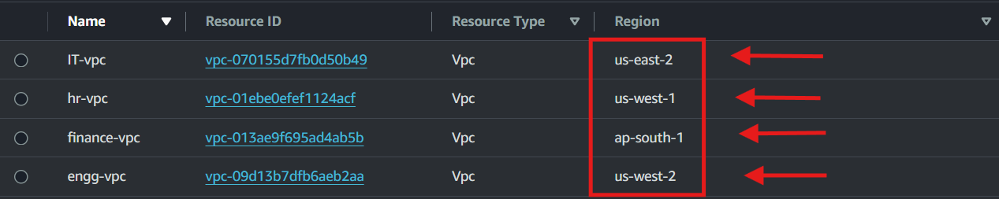 Name Resource ID Resource Type Region
IT-vpc vpc-070155d7fb0d50b49 Vpc us-east-2
hr-vpc vpc-01ebe0efef1124acf Vpc us-west-1
finance-vpc vpc-013ae9f695ad4ab5b Vpc ap-south-1
engg-vpc vpc-09d13b7dfb6aeb2aa Vpc us-west-2